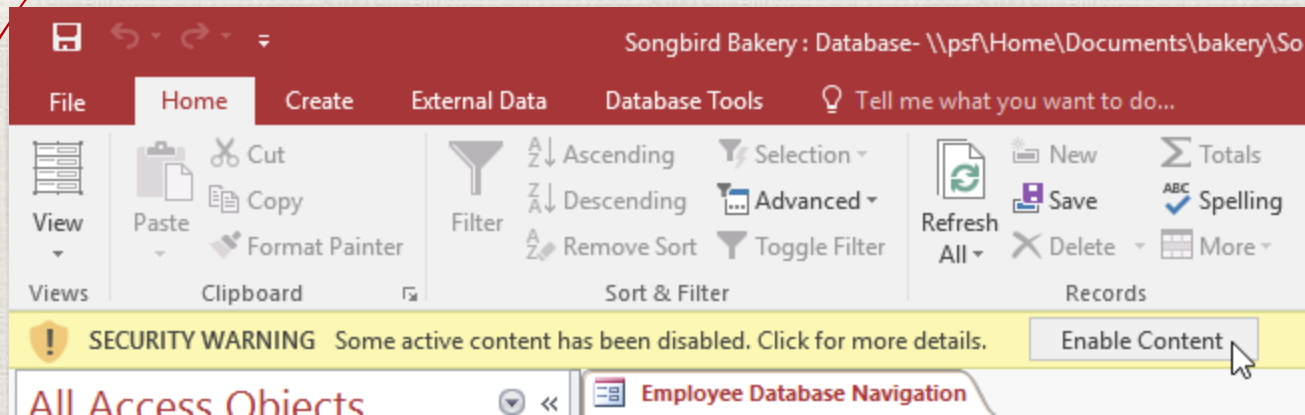 Songbird Bakery : Database- \\psf\Home\Documents\bakery\So
File Home Create External Data Database Tools Tell me what you want to do...
View
Paste
Cut
Copy
Format Painter
Filter
Ascending
Descending
Remove Sort
Selection
Advanced
Toggle Filter
Refresh
All
New
Save
Delete
Totals
ABC Spelling
More
Views Clipboard Sort & Filter Records
SECURITY WARNING Some active content has been disabled. Click for more details. Enable Content
All Access Objects Employee Database Navigation